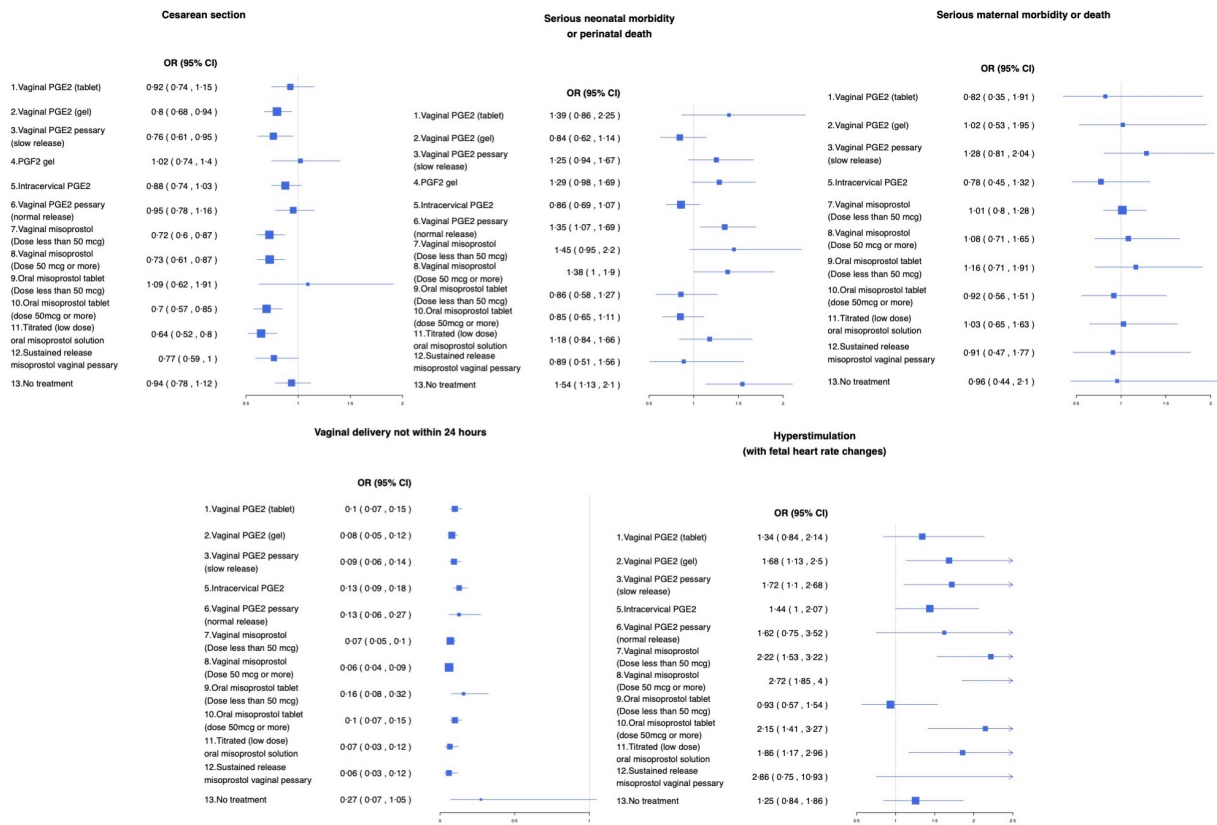 Cesarean section
OR (95% CI)
1.Vaginal PGE2 (tablet) 0·92 ( 0·74 , 1·15)
2.Vaginal PGE2 (gel) 0·8 ( 0·68 , 0·94)
3.Vaginal PGE2 pessary
(slow release) 0·76 ( 0·61 , 0·95)
4.PGF2 gel 1·02 ( 0·74 , 1·4)
5.Intracervical PGE2 0·88 ( 0·74 , 1·03)
6.Vaginal PGE2 pessary
(normal release) 0·95 ( 0·78 , 1·16)
7.Vaginal misoprostol
(Dose less than 50 mcg) 0·72 ( 0·6 , 0·87)
8.Vaginal misoprostol
(Dose 50 mcg or more) 0·73 ( 0·61 , 0·87)
9.Oral misoprostol tablet
(Dose less than 50 mcg) 1·09 ( 0·62 , 1·91)
10.Oral misoprostol tablet
(dose 50mcg or more) 0·7 ( 0·57 , 0·85)
11.Titrated (low dose)
oral misoprostol solution 0·64 ( 0·52 , 0·8)
12.Sustained release
misoprostol vaginal pessary 0·77 ( 0·59 , 1)
13.No treatment 0·94 ( 0·78 , 1·12)
0·5 1 1·5 2
Serious neonatal morbidity
or perinatal death
OR (95% CI)
1.Vaginal PGE2 (tablet) 1·39 ( 0·86 , 2·25)
2.Vaginal PGE2 (gel) 0·84 ( 0·62 , 1·14)
3.Vaginal PGE2 pessary
(slow release) 1·25 ( 0·94 , 1·67)
4.PGF2 gel 1·29 ( 0·98 , 1·69)
5.Intracervical PGE2 0·86 ( 0·69 , 1·07)
6.Vaginal PGE2 pessary
(normal release) 1·35 ( 1·07 , 1·69)
7.Vaginal misoprostol
(Dose less than 50 mcg) 1·45 ( 0·95 , 2·2)
8.Vaginal misoprostol
(Dose 50 mcg or more) 1·38 ( 1 , 1·9)
9.Oral misoprostol tablet
(Dose less than 50 mcg) 0·86 ( 0·58 , 1·27)
10.Oral misoprostol tablet
(dose 50mcg or more) 0·85 ( 0·65 , 1·11)
11.Titrated (low dose)
oral misoprostol solution 1·18 ( 0·84 , 1·66)
12.Sustained release
misoprostol vaginal pessary 0·89 ( 0·51 , 1·56)
13.No treatment 1·54 ( 1·13 , 2·1)
0·5 1 1·5 2
Serious maternal morbidity or death
OR (95% CI)
1.Vaginal PGE2 (tablet) 0·82 ( 0·35 , 1·91)
2.Vaginal PGE2 (gel) 1·02 ( 0·53 , 1·95)
3.Vaginal PGE2 pessary
(slow release) 1·28 ( 0·81 , 2·04)
5.Intracervical PGE2 0·78 ( 0·45 , 1·32)
7.Vaginal misoprostol
(Dose less than 50 mcg) 1·01 ( 0·8 , 1·28)
8.Vaginal misoprostol
(Dose 50 mcg or more) 1·08 ( 0·71 , 1·65)
9.Oral misoprostol tablet
(Dose less than 50 mcg) 1·16 ( 0·71 , 1·91)
10.Oral misoprostol tablet
(dose 50mcg or more) 0·92 ( 0·56 , 1·51)
11.Titrated (low dose)
oral misoprostol solution 1·03 ( 0·65 , 1·63)
12.Sustained release
misoprostol vaginal pessary 0·91 ( 0·47 , 1·77)
13.No treatment 0·96 ( 0·44 , 2·1)
0·5 1 1·5 2
Vaginal delivery not within 24 hours
OR (95% CI)
1.Vaginal PGE2 (tablet) 0·1 ( 0·07 , 0·15)
2.Vaginal PGE2 (gel) 0·08 ( 0·05 , 0·12)
3.Vaginal PGE2 pessary
(slow release) 0·09 ( 0·06 , 0·14)
5.Intracervical PGE2 0·13 ( 0·09 , 0·18)
6.Vaginal PGE2 pessary
(normal release) 0·13 ( 0·06 , 0·27)
7.Vaginal misoprostol
(Dose less than 50 mcg) 0·07 ( 0·05 , 0·1)
8.Vaginal misoprostol
(Dose 50 mcg or more) 0·06 ( 0·04 , 0·09)
9.Oral misoprostol tablet
(Dose less than 50 mcg) 0·16 ( 0·08 , 0·32)
10.Oral misoprostol tablet
(dose 50mcg or more) 0·1 ( 0·07 , 0·15)
11.Titrated (low dose)
oral misoprostol solution 0·07 ( 0·03 , 0·12)
12.Sustained release
misoprostol vaginal pessary 0·06 ( 0·03 , 0·12)
13.No treatment 0·27 ( 0·07 , 1·05)
0 0·5 1
Hyperstimulation
(with fetal heart rate changes)
OR (95% CI)
1.Vaginal PGE2 (tablet) 1·34 ( 0·84 , 2·14)
2.Vaginal PGE2 (gel) 1·68 ( 1·13 , 2·5)
3.Vaginal PGE2 pessary
(slow release) 1·72 ( 1·1 , 2·68)
5.Intracervical PGE2 1·44 ( 1 , 2·07)
6.Vaginal PGE2 pessary
(normal release) 1·62 ( 0·75 , 3·52)
7.Vaginal misoprostol
(Dose less than 50 mcg) 2·22 ( 1·53 , 3·22)
8.Vaginal misoprostol
(Dose 50 mcg or more) 2·72 ( 1·85 , 4)
9.Oral misoprostol tablet
(Dose less than 50 mcg) 0·93 ( 0·57 , 1·54)
10.Oral misoprostol tablet
(dose 50mcg or more) 2·15 ( 1·41 , 3·27)
11.Titrated (low dose)
oral misoprostol solution 1·86 ( 1·17 , 2·96)
12.Sustained release
misoprostol vaginal pessary 2·86 ( 0·75 , 10·93)
13.No treatment 1·25 ( 0·84 , 1·86)
0·5 1 1·5 2 2·5